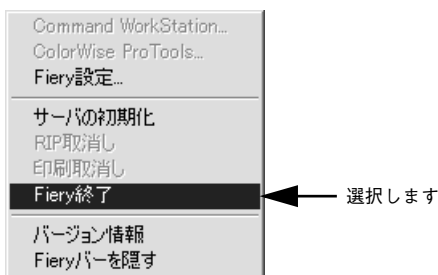 Command WorkStation...
ColorWise ProTools...
Fiery設定...
サーバの初期化
RIP取消し
印刷取消し
Fiery終了
選択します
バージョン情報
Fieryバーを隠す